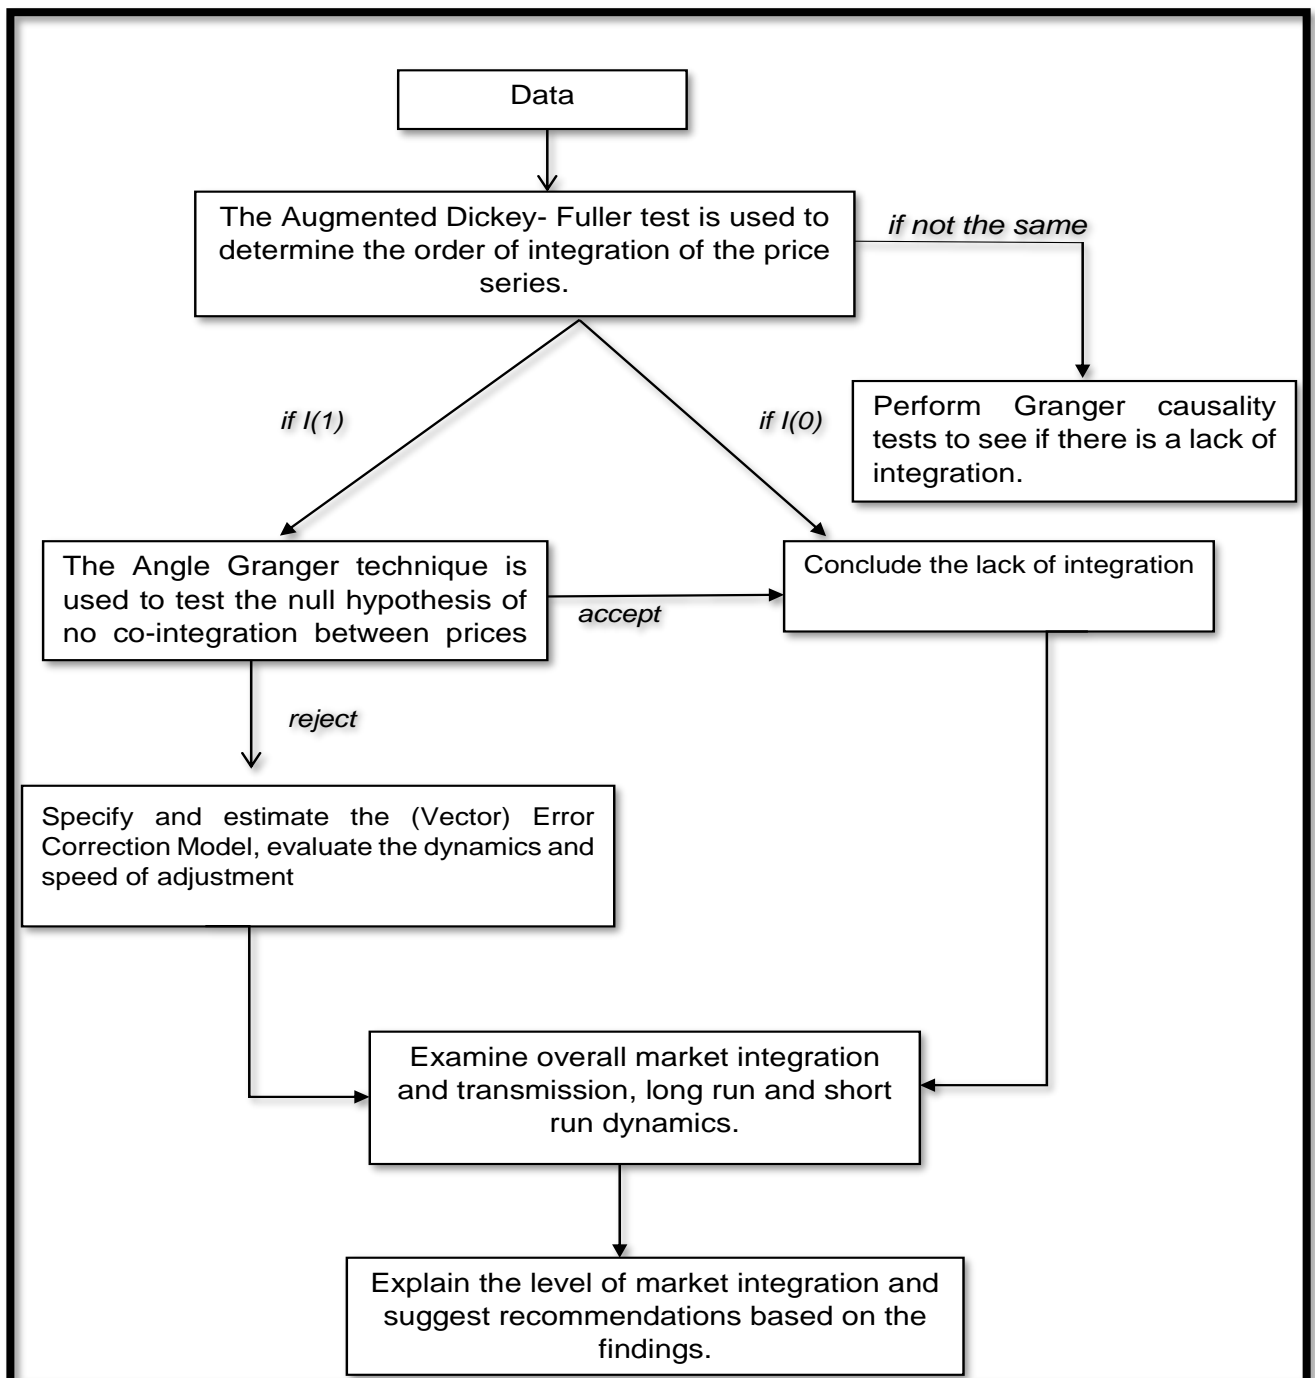 Data
The Augmented Dickey- Fuller test is used to
determine the order of integration of the price
series.
if not the same
if I(1)
if I(0)
Perform Granger causality
tests to see if there is a lack of
integration.
The Angle Granger technique is
used to test the null hypothesis of
no co-integration between prices
accept
Conclude the lack of integration
reject
Specify and estimate the (Vector) Error
Correction Model, evaluate the dynamics and
speed of adjustment
Examine overall market integration
and transmission, long run and short
run dynamics.
Explain the level of market integration and
suggest recommendations based on the
findings.